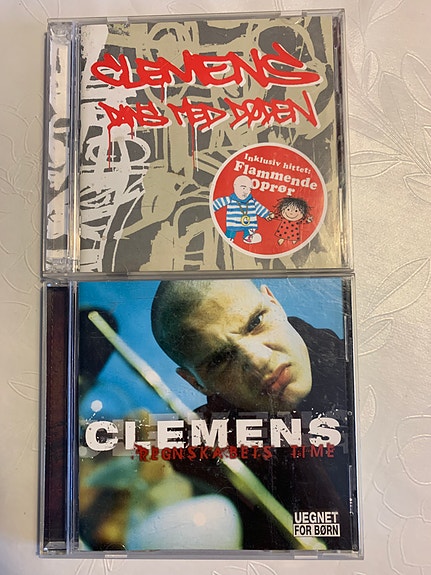 CLEMENS
DANS MED DØDEN
Inklusiv hittet:
Flammende
Oprør
CLEMENS
REGNSKABETS TIME
UEGNET
FOR BØRN